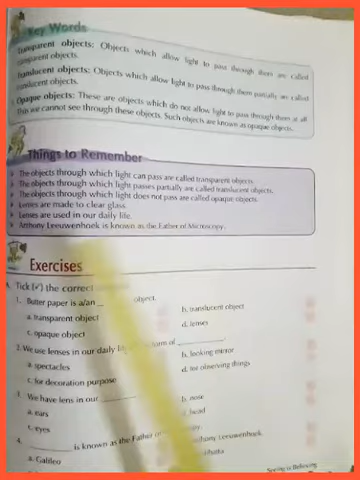 Key Words
Transparent objects: Objects which allow light to pass through them are called
transparent objects.
Translucent objects: Objects which allow light to pass through them partially are called
translucent objects.
Opaque objects: These are objects which do not allow light to pass through them at all.
We cannot see through these objects. Such objects are known as opaque objects.
Things to Remember
The objects through which light can pass are called transparent objects.
The objects through which light passes partially are called translucent objects.
The objects through which light does not pass are called opaque objects.
Lenses are made to clear glass.
Lenses are used in our daily life.
Anthony Leeuwenhoek is known as the Father of Microscopy.
Exercises
A. Tick (✓) the correct
1. Butter paper is a/an ______ object.
a. transparent object b. translucent object
c. opaque object d. lenses
2. We use lenses in our daily form of ______.
a. spectacles b. looking mirror
c. for decoration purpose d. for observing things
3. We have lens in our ______
a. ears b. nose
c. eyes d. head
4. ______ is known as the Father
a. Galileo Anthony Leeuwenhoek.
Seeing is Believing